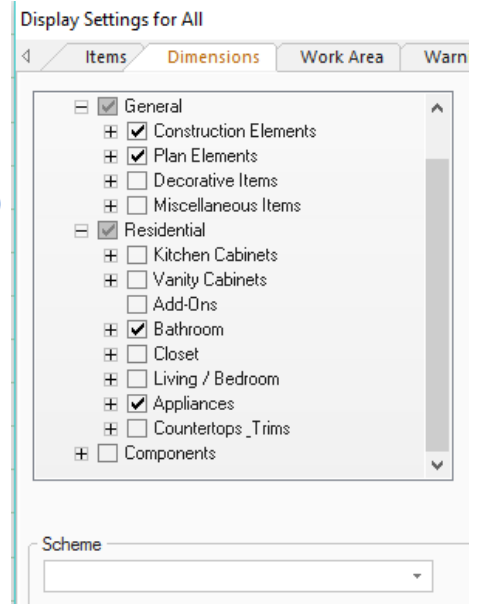 Display Settings for All
Items Dimensions Work Area Warn
General
Construction Elements
Plan Elements
Decorative Items
Miscellaneous Items
Residential
Kitchen Cabinets
Vanity Cabinets
Add-Ons
Bathroom
Closet
Living / Bedroom
Appliances
Countertops_Trims
Components
Scheme